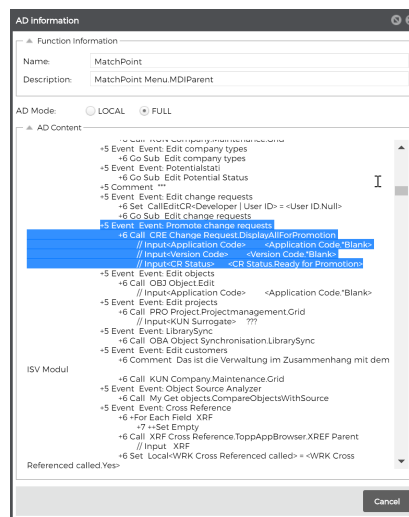 AD information
Function Information
Name: MatchPoint
Description: MatchPoint Menu.MDIParent
AD Mode: LOCAL FULL
AD Content
+6 Call KUN Company.Maintenance.Grid
+5 Event Event: Edit company types
+6 Go Sub Edit company types
+5 Event Event: Potentialstati
+6 Go Sub Edit Potential Status
+5 Comment ***
+5 Event Event: Edit change requests
+6 Set CallEditCR<Developer | User ID> = <User ID.Null>
+6 Go Sub Edit change requests
+5 Event Event: Promote change requests
+6 Call CRE Change Request.DisplayAllForPromotion
// Input<Application Code> <Application Code.*Blank>
// Input<Version Code> <Version Code.*Blank>
// Input<CR Status> <CR Status.Ready for Promotion>
+5 Event Event: Edit objects
+6 Call OBJ Object.Edit
// Input<Application Code> <Application Code.*Blank>
+5 Event Event: Edit projects
+6 Call PRO Project.Projectmanagement.Grid
// Input<KUN Surrogate> ???
+5 Event Event: LibrarySync
+6 Call OBA Object Synchronisation.LibrarySync
+5 Event Event: Edit customers
+6 Comment Das ist die Verwaltung im Zusammenhang mit dem
ISV Modul
+6 Call KUN Company.Maintenance.Grid
+5 Event Event: Object Source Analyzer
+6 Call My Get objects.CompareObjectsWithSource
+5 Event Event: Cross Reference
+6 +For Each Field XRF
+7 ++Set Empty
+6 Call XRF Cross Reference.ToppAppBrowser.XREF Parent
// Input XRF
+6 Set Local<WRK Cross Referenced called> = <WRK Cross
Referenced called.Yes>
Cancel